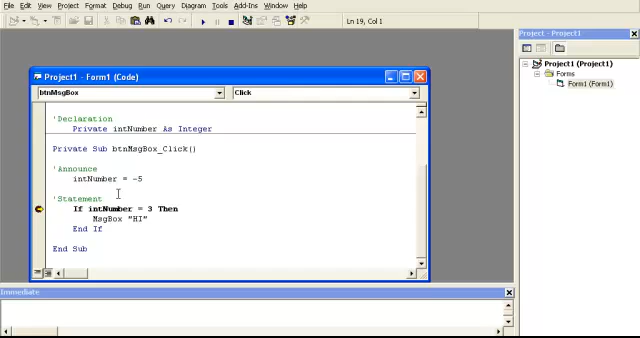 File Edit View Project Format Debug Run Query Diagram Tools Add-Ins Window Help
Ln 19, Col 1
Project - Project1
Project1 (Project1)
Forms
Form1 (Form1)
Project1 - Form1 (Code)
btnMsgBox Click
'Declaration
Private intNumber As Integer
Private Sub btnMsgBox_Click()
'Announce
intNumber = -5
'Statement
If intNumber = 3 Then
MsgBox "HI"
End If
End Sub
Immediate